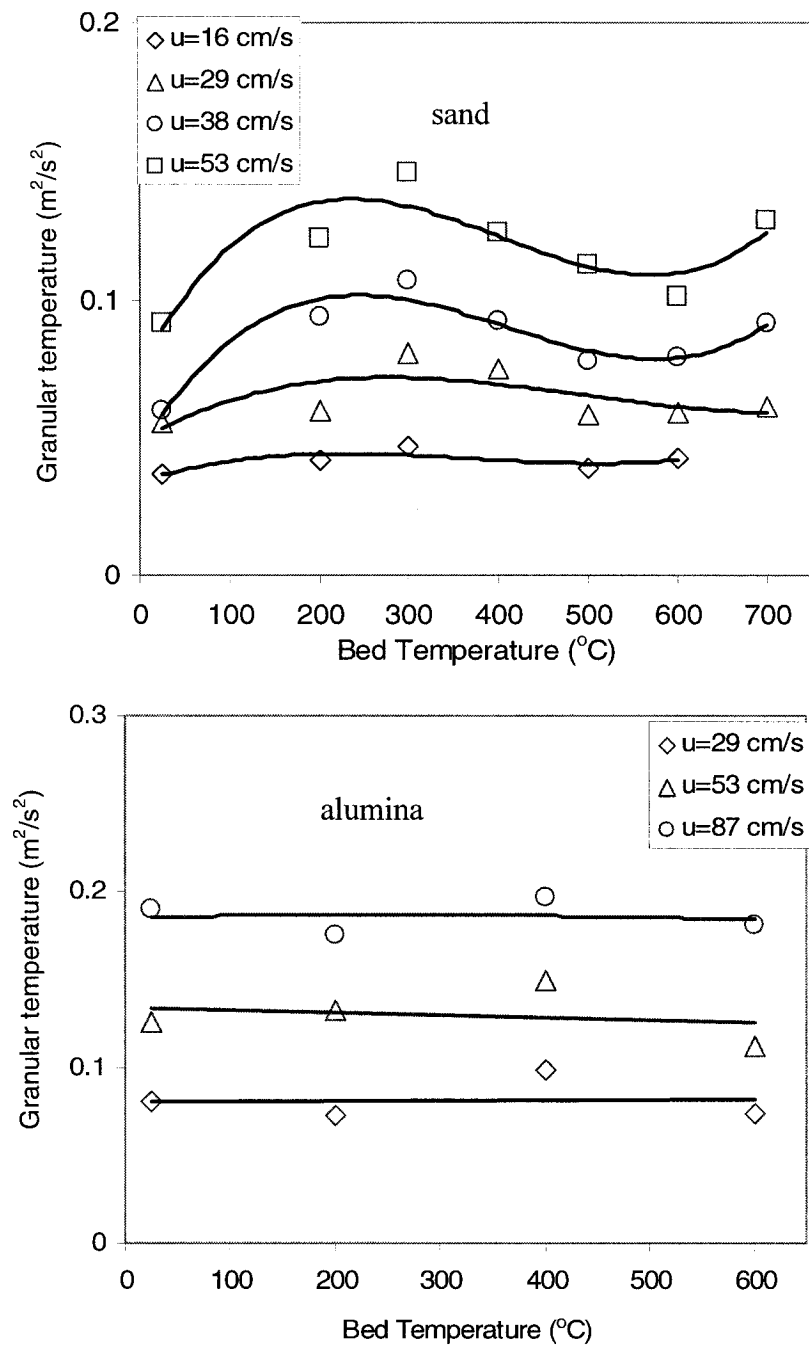 0.2
◇ u=16 cm/s
△ u=29 cm/s
○ u=38 cm/s
□ u=53 cm/s
sand
Granular temperature (m²/s²)
0.1
0
0 100 200 300 400 500 600 700
Bed Temperature (°C)
0.3
◇ u=29 cm/s
△ u=53 cm/s
○ u=87 cm/s
alumina
Granular temperature (m²/s²)
0.2
0.1
0
0 100 200 300 400 500 600
Bed Temperature (°C)